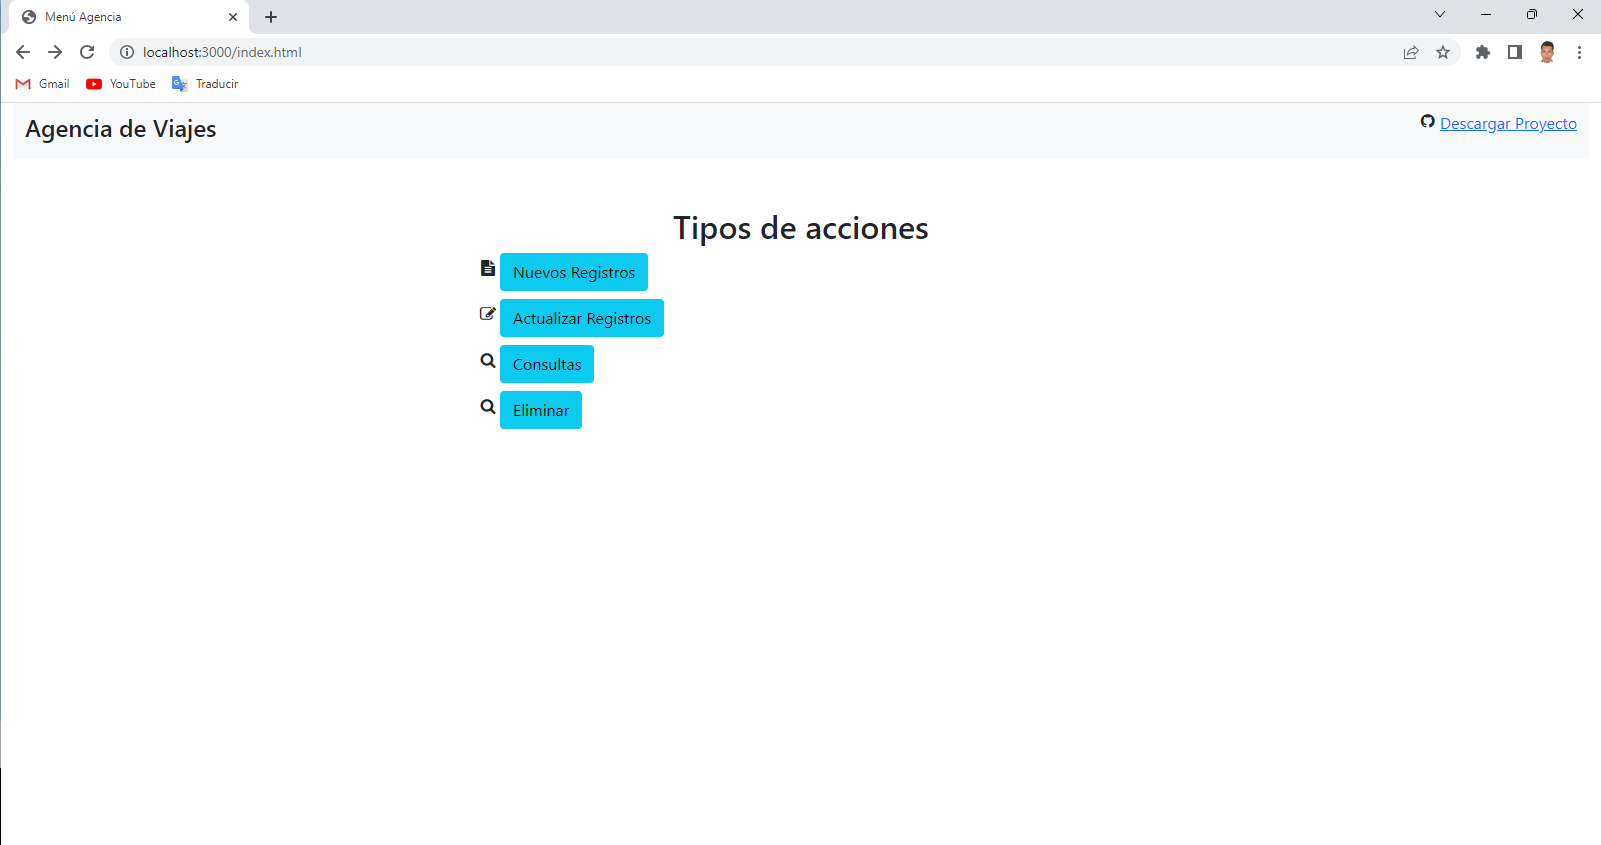 Menú Agencia
localhost:3000/index.html
Gmail YouTube Traducir
Agencia de Viajes
Descargar Proyecto
Tipos de acciones
Nuevos Registros
Actualizar Registros
Consultas
Eliminar